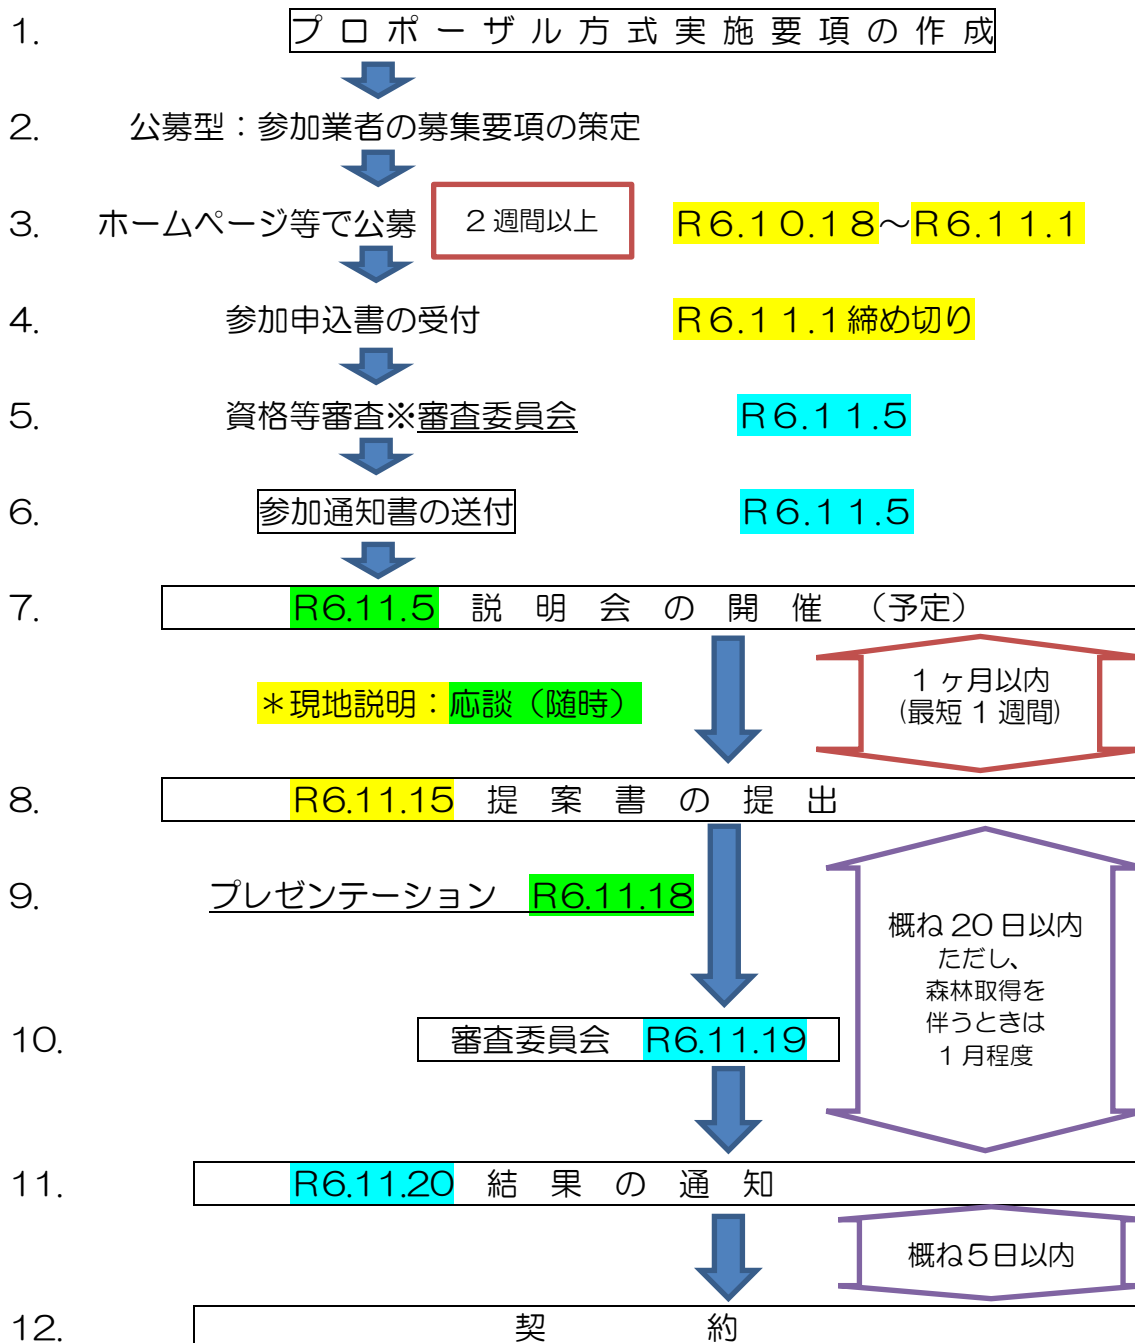 1. プロポーザル方式実施要項の作成
2. 公募型：参加業者の募集要項の策定
3. ホームページ等で公募 2週間以上 R6.10.18～R6.11.1
4. 参加申込書の受付 R6.11.1締め切り
5. 資格等審査※審査委員会 R6.11.5
6. 参加通知書の送付 R6.11.5
7. R6.11.5 説明会の開催（予定）
1ヶ月以内
(最短1週間)
＊現地説明：応談（随時）
8. R6.11.15 提案書の提出
9. プレゼンテーション R6.11.18
概ね20日以内
ただし、
森林取得を
伴うときは
1月程度
10. 審査委員会 R6.11.19
11. R6.11.20 結果の通知
概ね5日以内
12. 契約